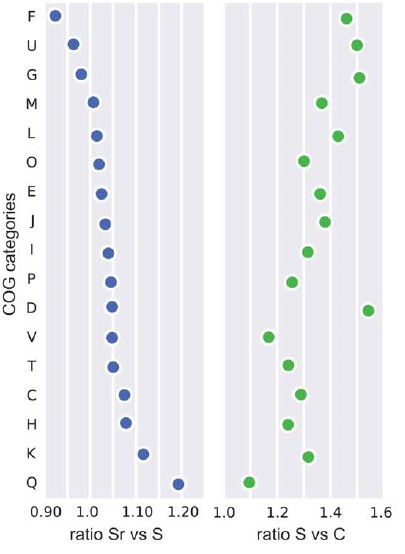 F
U
G
M
L
O
E
J
I
P
D
V
T
C
H
K
Q
COG categories
0.90 1.0 1.10 1.20 1.0 1.2 1.4 1.6
ratio Sr vs S ratio S vs C